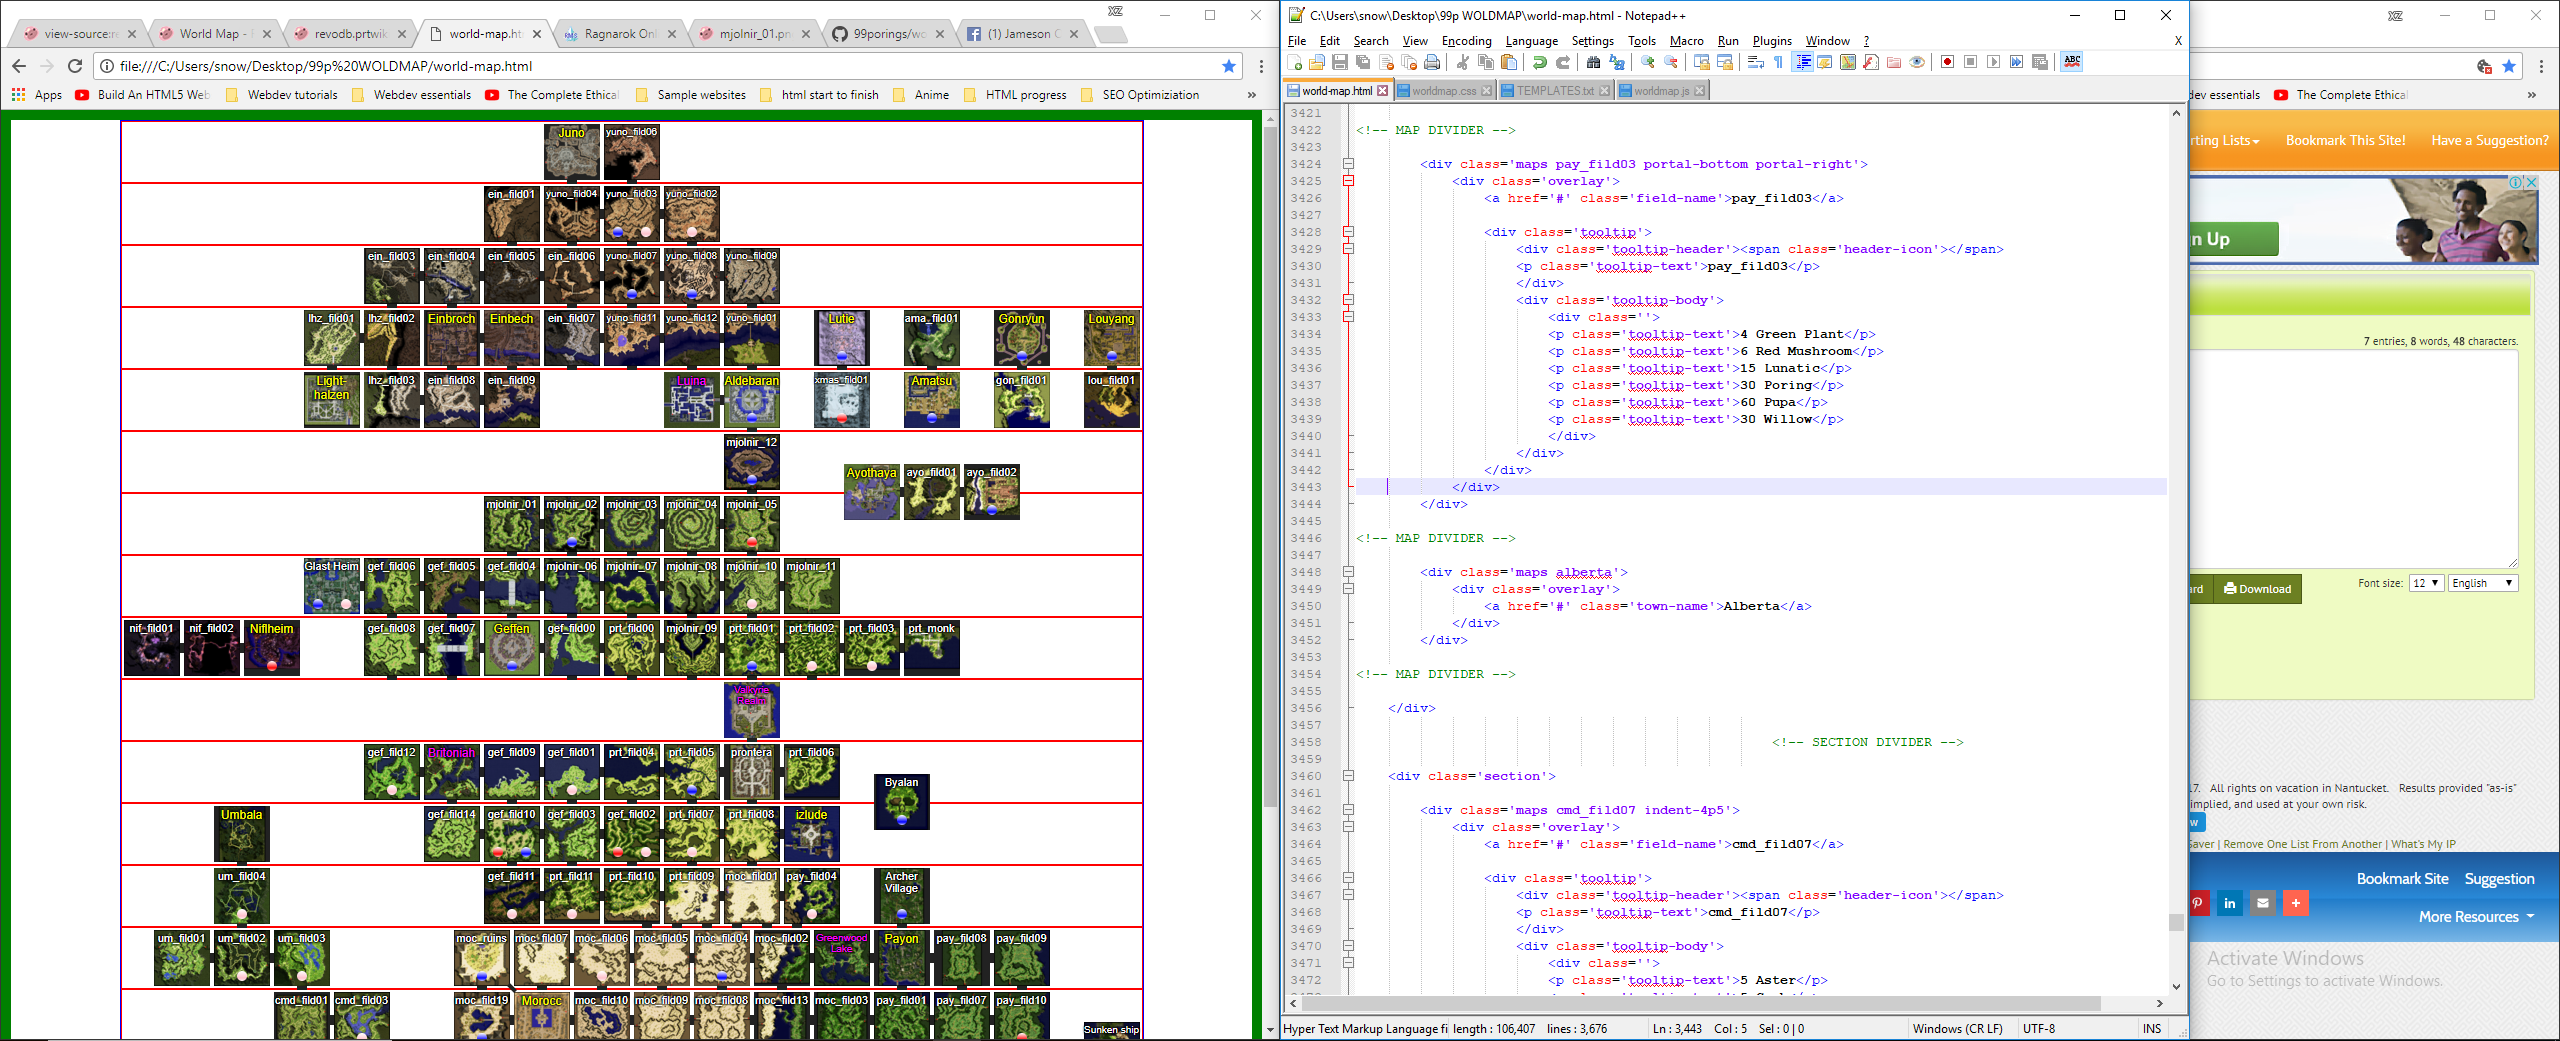 view-source:re
World Map -
revodb.prtwik
world-map.ht
Ragnarok On
mjolnir_01.pn
99porings/wo
(1) Jameson C
file:///C:/Users/snow/Desktop/99p%20WOLDMAP/world-map.html
Apps
Build An HTML5 Web
Webdev tutorials
Webdev essentials
The Complete Ethical
Sample websites
html start to finish
Anime
HTML progress
SEO Optimiziation
»
Juno
yuno_fild06
ein_fild01
yuno_fild04
yuno_fild03
yuno_fild02
ein_fild03
ein_fild04
ein_fild05
ein_fild06
yuno_fild07
yuno_fild08
yuno_fild09
lhz_fild01
lhz_fild02
Einbroch
Einbech
ein_fild07
yuno_fild11
yuno_fild12
yuno_fild01
Lutie
ama_fild01
Gonryun
Louyang
Light-
halzen
lhz_fild03
ein_fild08
ein_fild09
Luina
Aldebaran
xmas_fild01
Amatsu
gon_fild01
lou_fild01
mjolnir_12
Ayothaya
ayo_fild01
ayo_fild02
mjolnir_01
mjolnir_02
mjolnir_03
mjolnir_04
mjolnir_05
Glast Heim
gef_fild06
gef_fild05
gef_fild04
mjolnir_06
mjolnir_07
mjolnir_08
mjolnir_10
mjolnir_11
nif_fild01
nif_fild02
Niflheim
gef_fild08
gef_fild07
Geffen
gef_fild00
prt_fild00
mjolnir_09
prt_fild01
prt_fild02
prt_fild03
prt_monk
Valkyrie
Realm
gef_fild12
Britoniah
gef_fild09
gef_fild01
prt_fild04
prt_fild05
prontera
prt_fild06
Byalan
Umbala
gef_fild14
gef_fild10
gef_fild03
gef_fild02
prt_fild07
prt_fild08
izlude
um_fild04
gef_fild11
prt_fild11
prt_fild10
prt_fild09
moc_fild01
pay_fild04
Archer
Village
um_fild01
um_fild02
um_fild03
moc_ruins
moc_fild07
moc_fild06
moc_fild05
moc_fild04
moc_fild02
Greenwood
Lake
Payon
pay_fild08
pay_fild09
cmd_fild01
cmd_fild03
moc_fild19
Morocc
moc_fild10
moc_fild09
moc_fild08
moc_fild13
moc_fild03
pay_fild01
pay_fild07
pay_fild10
Sunken ship
C:\Users\snow\Desktop\99p WOLDMAP\world-map.html - Notepad++
File Edit Search View Encoding Language Settings Tools Macro Run Plugins Window ? X
world-map.html
worldmap.css
TEMPLATES.txt
worldmap.js
3421
3422 <!-- MAP DIVIDER -->
3423
3424 <div class='maps pay_fild03 portal-bottom portal-right'>
3425 <div class='overlay'>
3426 <a href='#' class='field-name'>pay_fild03</a>
3427
3428 <div class='tooltip'>
3429 <div class='tooltip-header'><span class='header-icon'></span>
3430 <p class='tooltip-text'>pay_fild03</p>
3431 </div>
3432 <div class='tooltip-body'>
3433 <div class=''>
3434 <p class='tooltip-text'>4 Green Plant</p>
3435 <p class='tooltip-text'>6 Red Mushroom</p>
3436 <p class='tooltip-text'>15 Lunatic</p>
3437 <p class='tooltip-text'>30 Poring</p>
3438 <p class='tooltip-text'>60 Pupa</p>
3439 <p class='tooltip-text'>30 Willow</p>
3440 </div>
3441 </div>
3442 </div>
3443 </div>
3444 </div>
3445
3446 <!-- MAP DIVIDER -->
3447
3448 <div class='maps alberta'>
3449 <div class='overlay'>
3450 <a href='#' class='town-name'>Alberta</a>
3451 </div>
3452 </div>
3453
3454 <!-- MAP DIVIDER -->
3455
3456 </div>
3457
3458 <!-- SECTION DIVIDER -->
3459
3460 <div class='section'>
3461
3462 <div class='maps cmd_fild07 indent-4p5'>
3463 <div class='overlay'>
3464 <a href='#' class='field-name'>cmd_fild07</a>
3465
3466 <div class='tooltip'>
3467 <div class='tooltip-header'><span class='header-icon'></span>
3468 <p class='tooltip-text'>cmd_fild07</p>
3469 </div>
3470 <div class='tooltip-body'>
3471 <div class=''>
3472 <p class='tooltip-text'>5 Aster</p>
Hyper Text Markup Language fi length : 106,407 lines : 3,676 Ln : 3,443 Col : 5 Sel : 0 | 0 Windows (CR LF) UTF-8 INS
dev essentials
The Complete Ethical
»
rting Lists
Bookmark This Site!
Have a Suggestion?
n Up
7 entries, 8 words, 48 characters.
ard
Download
Font size: 12 English
17. All rights on vacation in Nantucket. Results provided "as-is"
implied, and used at your own risk.
w
Saver | Remove One List From Another | What's My IP
Bookmark Site
Suggestion
More Resources
Activate Windows
Go to Settings to activate Windows.